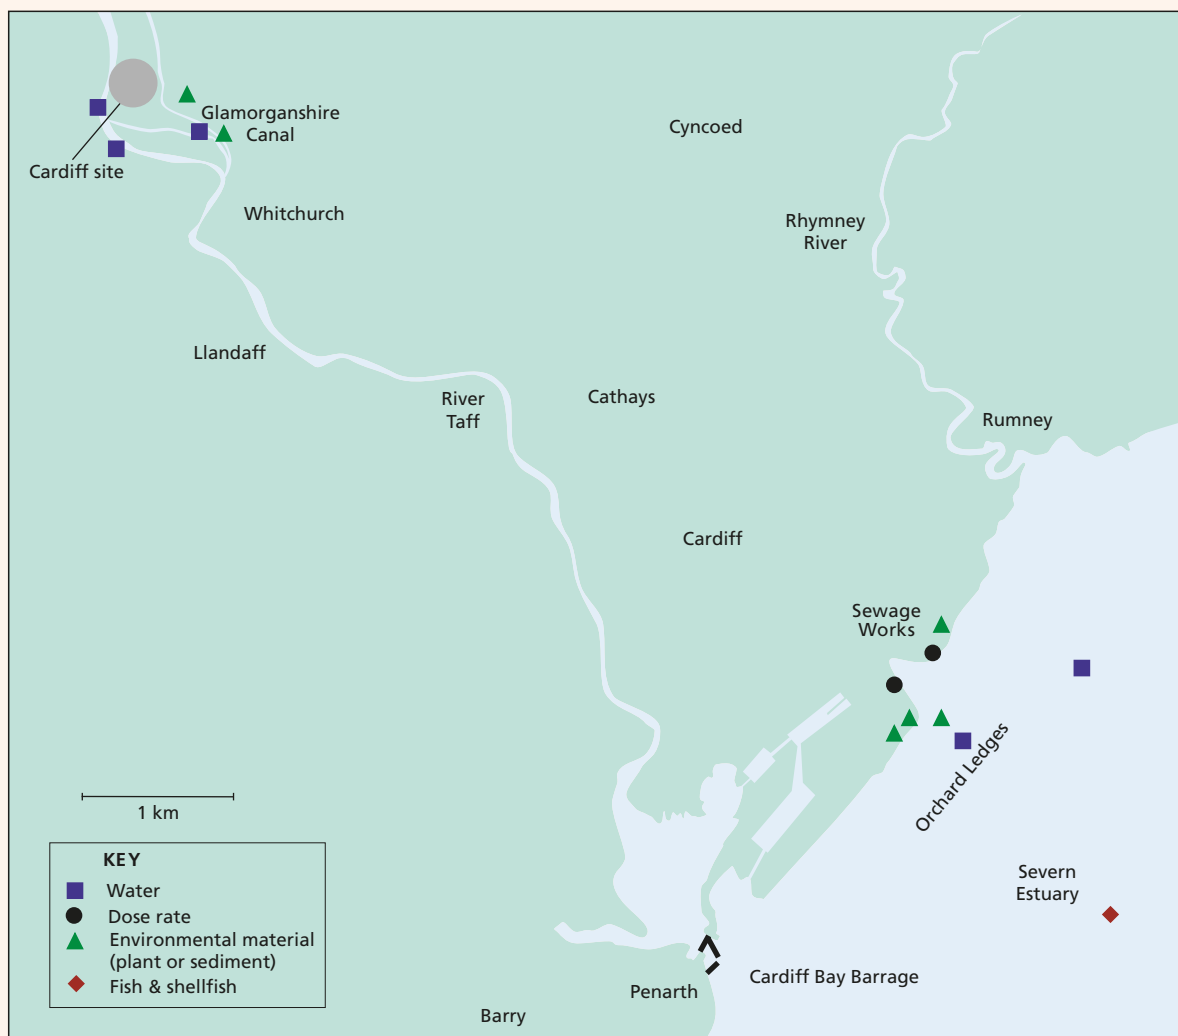 Glamorganshire
Canal
Cyncoed
Cardiff site
Whitchurch
Rhymney
River
Llandaff
River
Taff
Cathays
Rumney
Cardiff
Sewage
Works
Orchard Ledges
1 km
KEY
Water
Dose rate
Environmental material
(plant or sediment)
Fish & shellfish
Severn
Estuary
Cardiff Bay Barrage
Penarth
Barry